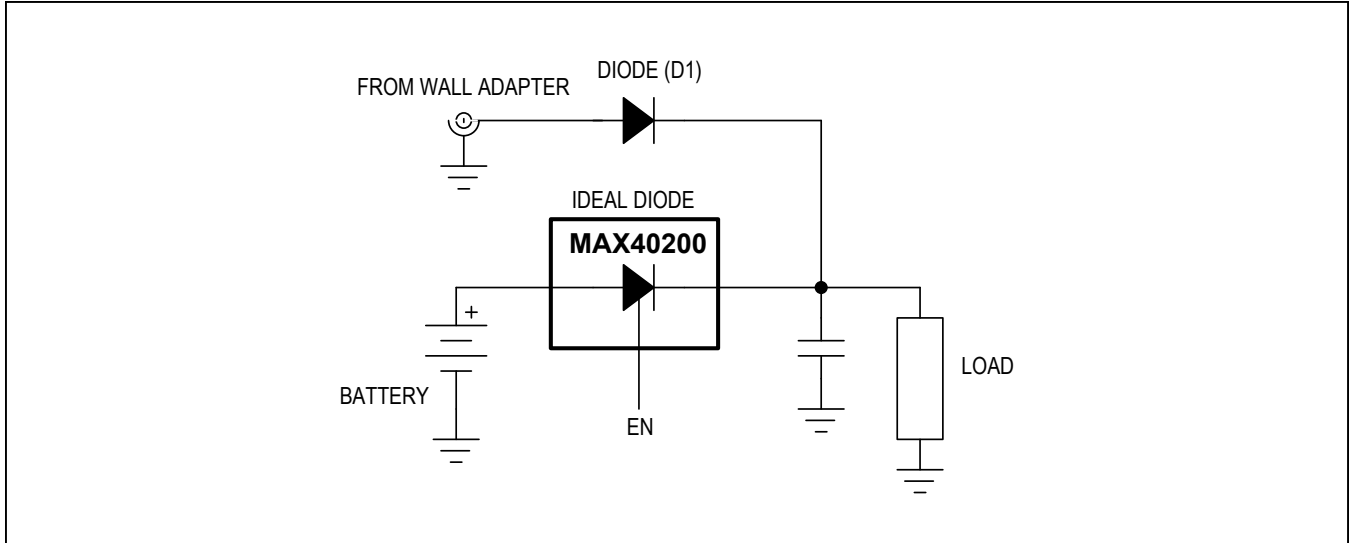 DIODE (D1)
FROM WALL ADAPTER
IDEAL DIODE
MAX40200
+
BATTERY
LOAD
EN